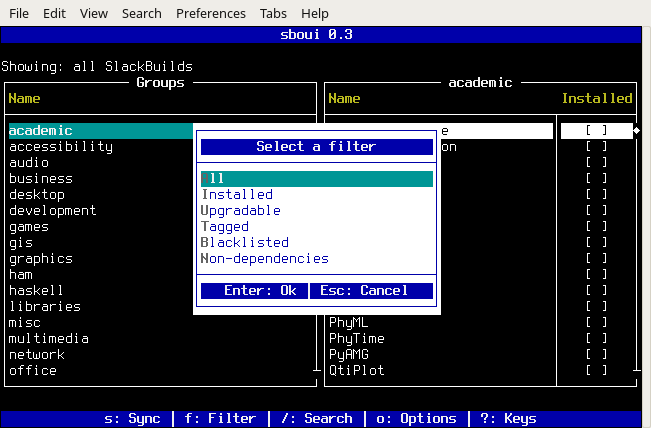 File Edit View Search Preferences Tabs Help
sboui 0.3
Showing: all SlackBuilds
Groups
Name
academic
accessibility
audio
business
desktop
development
games
gis
graphics
ham
haskell
libraries
misc
multimedia
network
office
academic
Name Installed
e [ ]
on [ ]
[ ]
[ ]
[ ]
[ ]
[ ]
[ ]
[ ]
[ ]
[ ]
[ ]
PhyML [ ]
PhyTime [ ]
PyAMG [ ]
QtiPlot [ ]
Select a filter
All
Installed
Upgradable
Tagged
Blacklisted
Non-dependencies
Enter: Ok | Esc: Cancel
s: Sync | f: Filter | /: Search | o: Options | ?: Keys